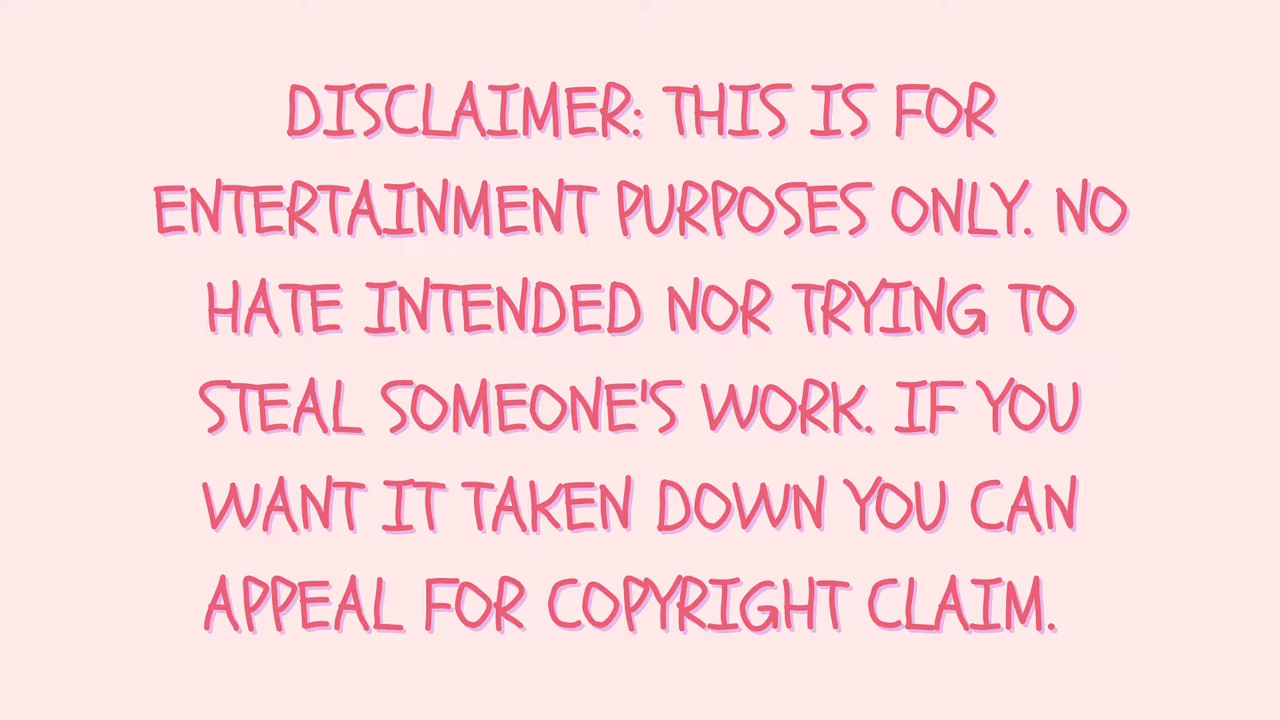 DISCLAIMER: THIS IS FOR
ENTERTAINMENT PURPOSES ONLY. NO
HATE INTENDED NOR TRYING TO
STEAL SOMEONE'S WORK. IF YOU
WANT IT TAKEN DOWN YOU CAN
APPEAL FOR COPYRIGHT CLAIM.